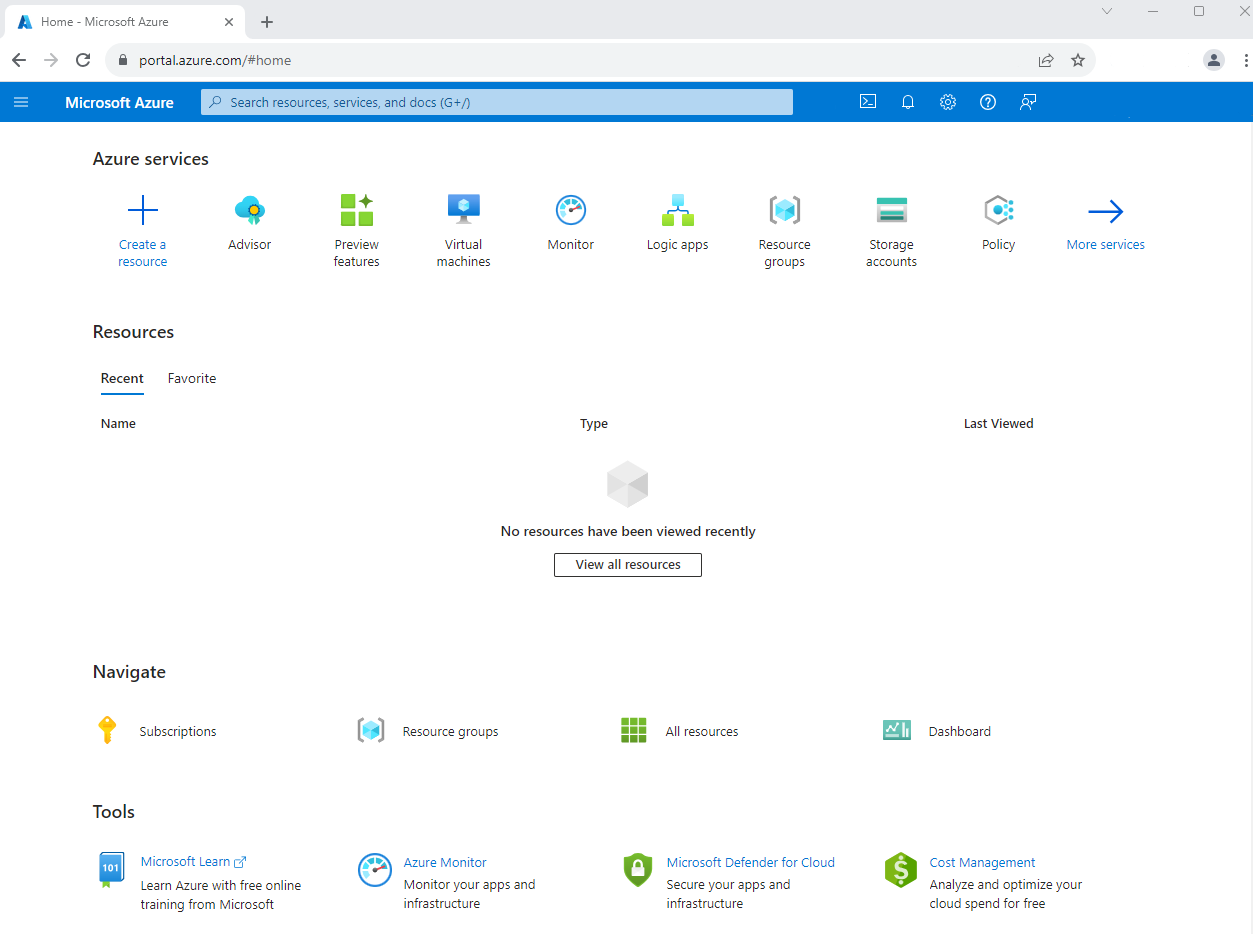 Home - Microsoft Azure
portal.azure.com/#home
Microsoft Azure
Search resources, services, and docs (G+/)
Azure services
Create a
resource
Advisor
Preview
features
Virtual
machines
Monitor
Logic apps
Resource
groups
Storage
accounts
Policy
More services
Resources
Recent
Favorite
Name
Type
Last Viewed
No resources have been viewed recently
View all resources
Navigate
Subscriptions
Resource groups
All resources
Dashboard
Tools
101
Microsoft Learn
Learn Azure with free online
training from Microsoft
Azure Monitor
Monitor your apps and
infrastructure
Microsoft Defender for Cloud
Secure your apps and
infrastructure
$
Cost Management
Analyze and optimize your
cloud spend for free